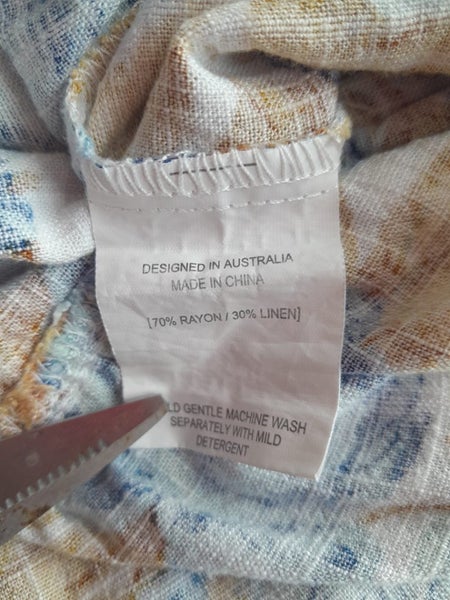 DESIGNED IN AUSTRALIA
MADE IN CHINA
[70% RAYON / 30% LINEN]
GENTLE MACHINE WASH
SEPARATELY WITH MILD
DETERGENT